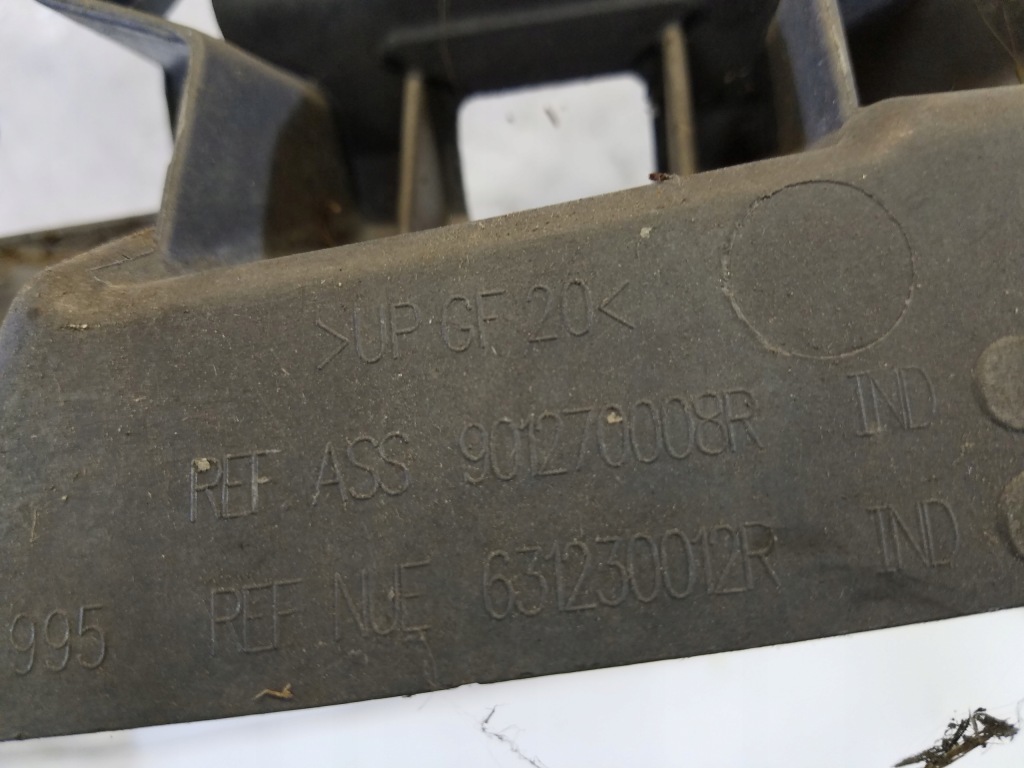 >UP GF 20<
REF ASS 901270008R IND
REF NUE 631230012R IND
995